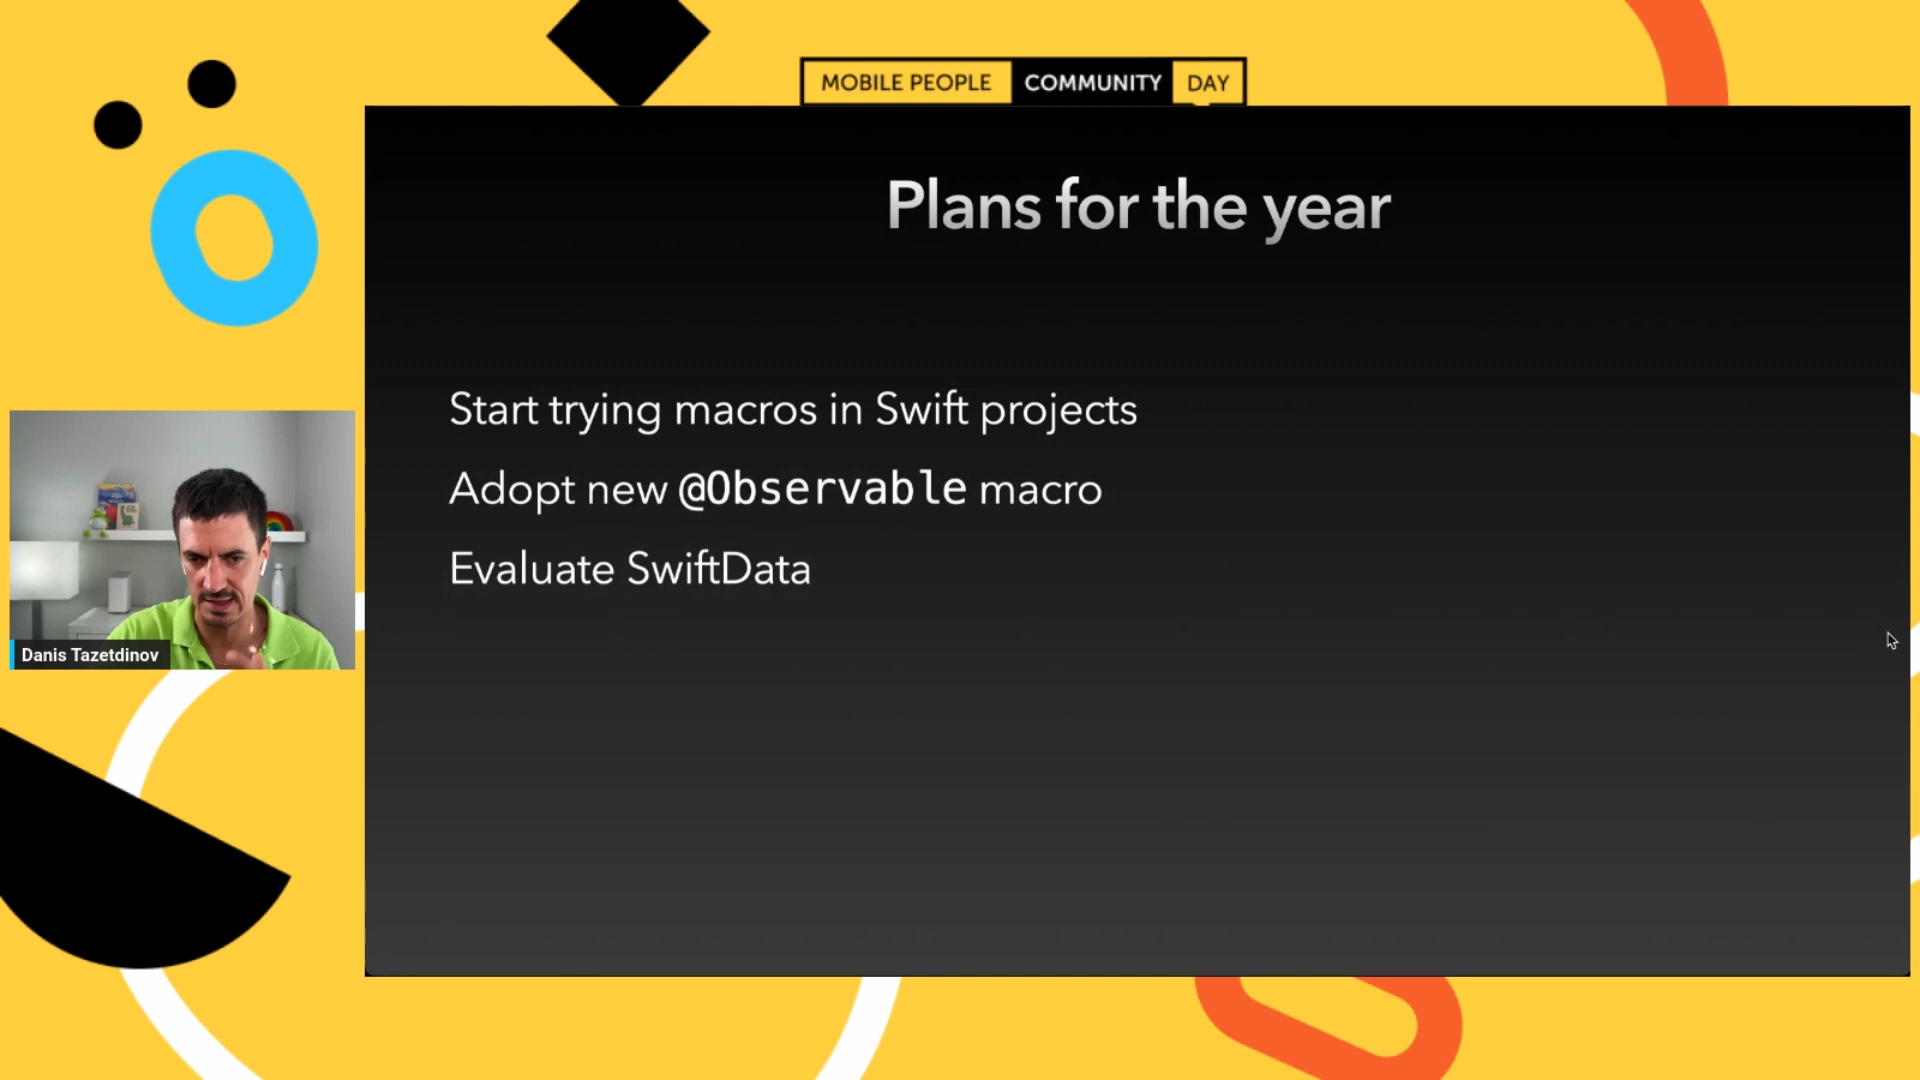 MOBILE PEOPLE COMMUNITY DAY
Plans for the year
Start trying macros in Swift projects
Adopt new @Observable macro
Evaluate SwiftData
Danis Tazetdinov